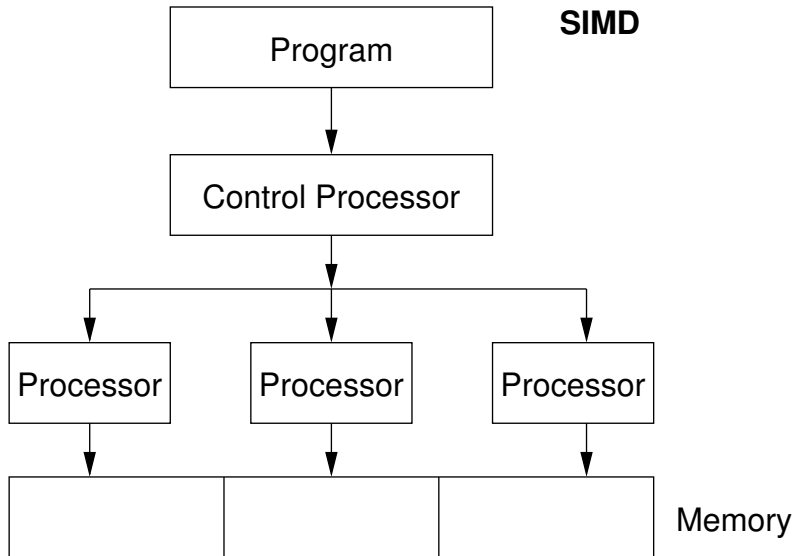 SIMD
Program
Control Processor
Processor
Processor
Processor
Memory